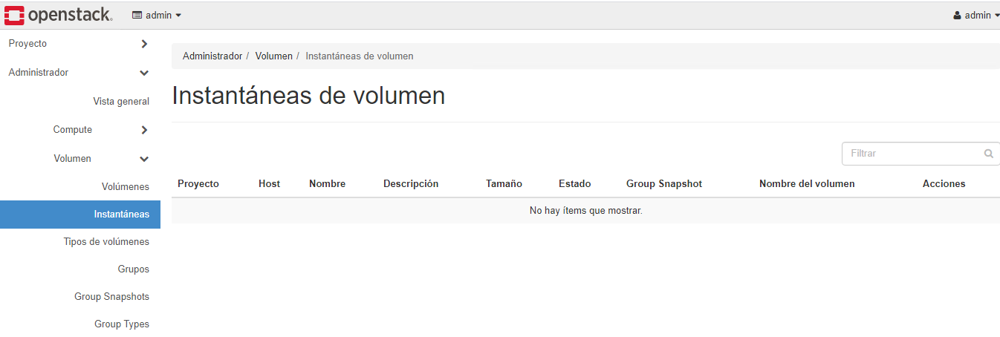 openstack. admin admin
Proyecto
Administrador
Vista general
Compute
Volumen
Volúmenes
Instantáneas
Tipos de volúmenes
Grupos
Group Snapshots
Group Types
Administrador / Volumen / Instantáneas de volumen
Instantáneas de volumen
Filtrar
Proyecto Host Nombre Descripción Tamaño Estado Group Snapshot Nombre del volumen Acciones
No hay ítems que mostrar.